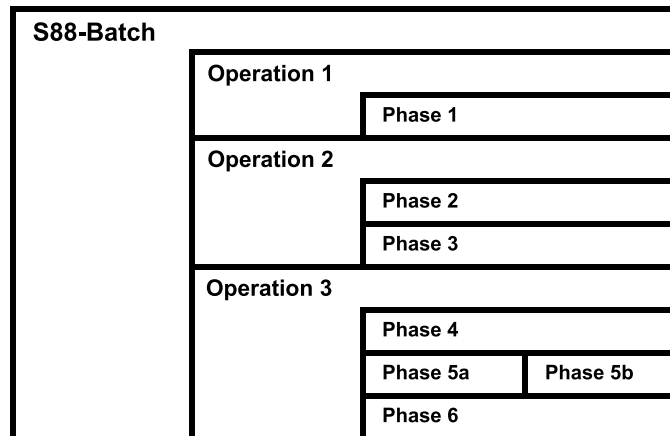 S88-Batch
Operation 1
Phase 1
Operation 2
Phase 2
Phase 3
Operation 3
Phase 4
Phase 5a Phase 5b
Phase 6